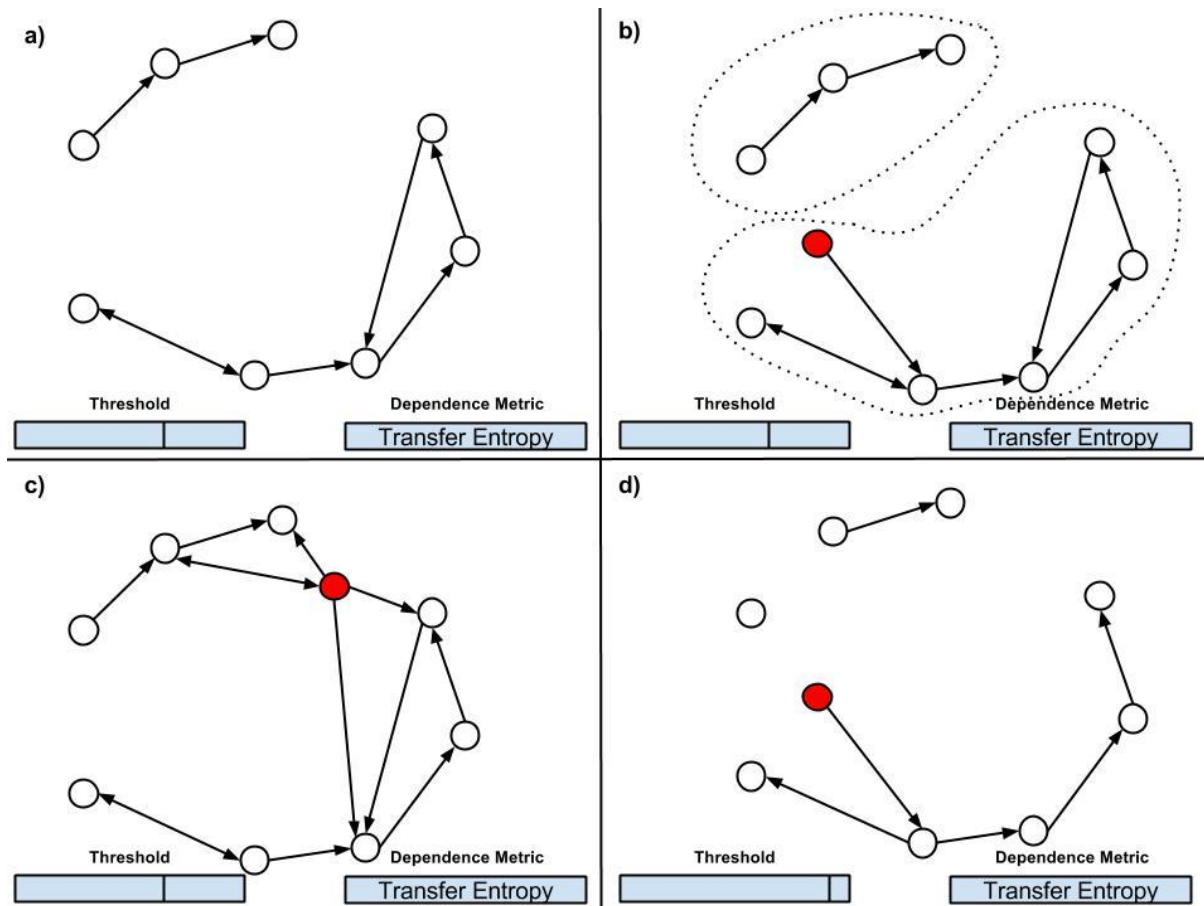 a)
b)
Threshold
Dependence Metric
Transfer Entropy
Threshold
Dependence Metric
Transfer Entropy
c)
d)
Threshold
Dependence Metric
Transfer Entropy
Threshold
Dependence Metric
Transfer Entropy